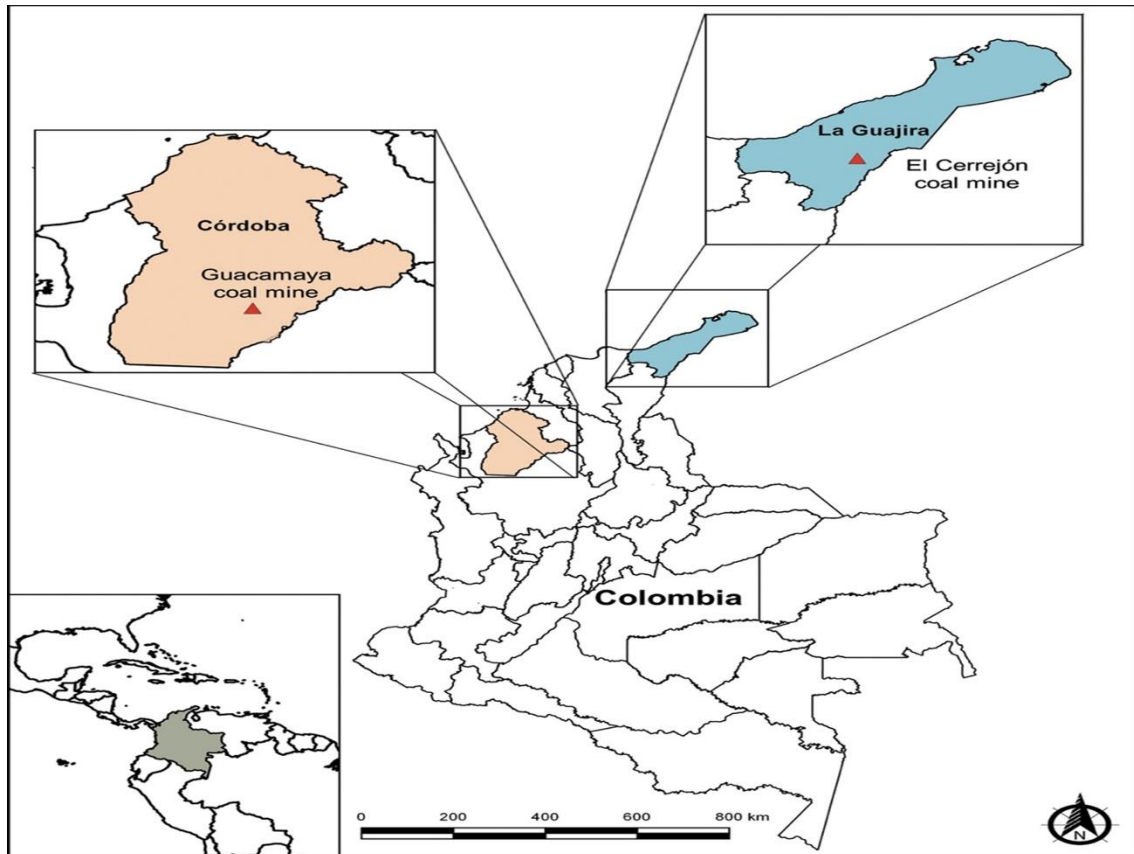 La Guajira
El Cerrejón
coal mine
Córdoba
Guacamaya
coal mine
Colombia
0 200 400 600 800 km
N